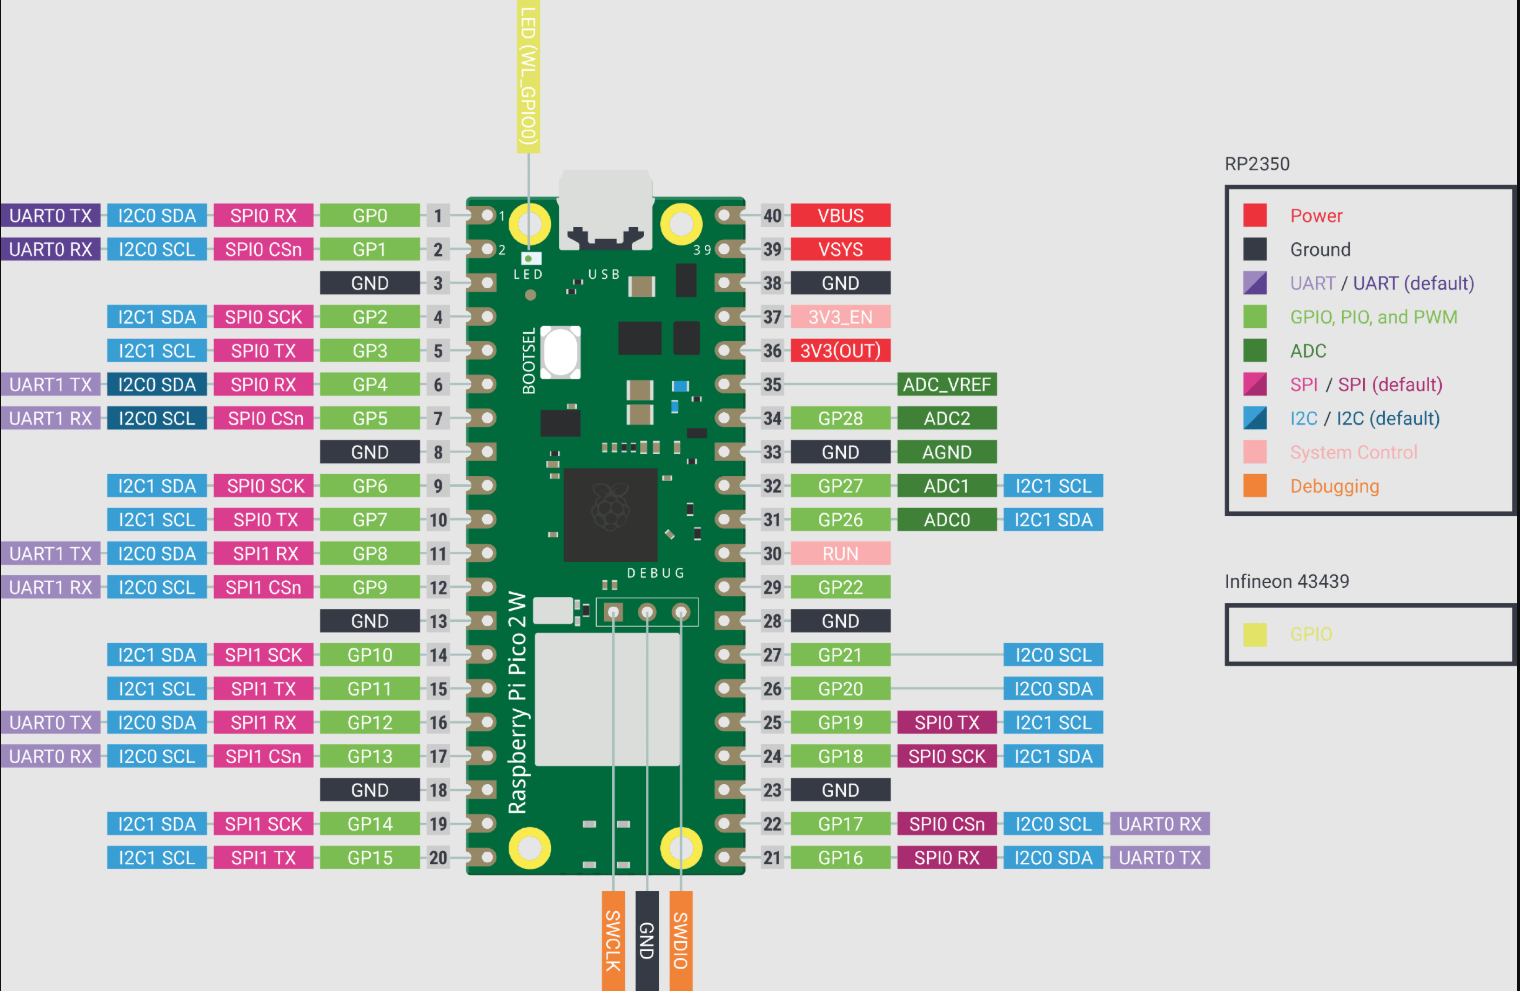 LED (WL_GPIO0)
RP2350
UART0 TX I2C0 SDA SPI0 RX GP0 1 1 40 VBUS Power
UART0 RX I2C0 SCL SPI0 CSn GP1 2 2 39 39 VSYS Ground
LED USB
GND 3 38 GND UART / UART (default)
I2C1 SDA SPI0 SCK GP2 4 37 3V3_EN GPIO, PIO, and PWM
I2C1 SCL SPI0 TX GP3 5 BOOTSEL 36 3V3(OUT) ADC
UART1 TX I2C0 SDA SPI0 RX GP4 6 35 ADC_VREF SPI / SPI (default)
UART1 RX I2C0 SCL SPI0 CSn GP5 7 34 GP28 ADC2 I2C / I2C (default)
GND 8 33 GND AGND System Control
I2C1 SDA SPI0 SCK GP6 9 32 GP27 ADC1 I2C1 SCL Debugging
I2C1 SCL SPI0 TX GP7 10 31 GP26 ADC0 I2C1 SDA
UART1 TX I2C0 SDA SPI1 RX GP8 11 30 RUN
DEBUG
UART1 RX I2C0 SCL SPI1 CSn GP9 12 29 GP22 Infineon 43439
GND 13 28 GND GPIO
I2C1 SDA SPI1 SCK GP10 14 27 GP21 I2C0 SCL
I2C1 SCL SPI1 TX GP11 15 26 GP20 I2C0 SDA
Raspberry Pi Pico 2 W
UART0 TX I2C0 SDA SPI1 RX GP12 16 25 GP19 SPI0 TX I2C1 SCL
UART0 RX I2C0 SCL SPI1 CSn GP13 17 24 GP18 SPI0 SCK I2C1 SDA
GND 18 23 GND
I2C1 SDA SPI1 SCK GP14 19 22 GP17 SPI0 CSn I2C0 SCL UART0 RX
I2C1 SCL SPI1 TX GP15 20 21 GP16 SPI0 RX I2C0 SDA UART0 TX
SWCLK
GND
SWDIO